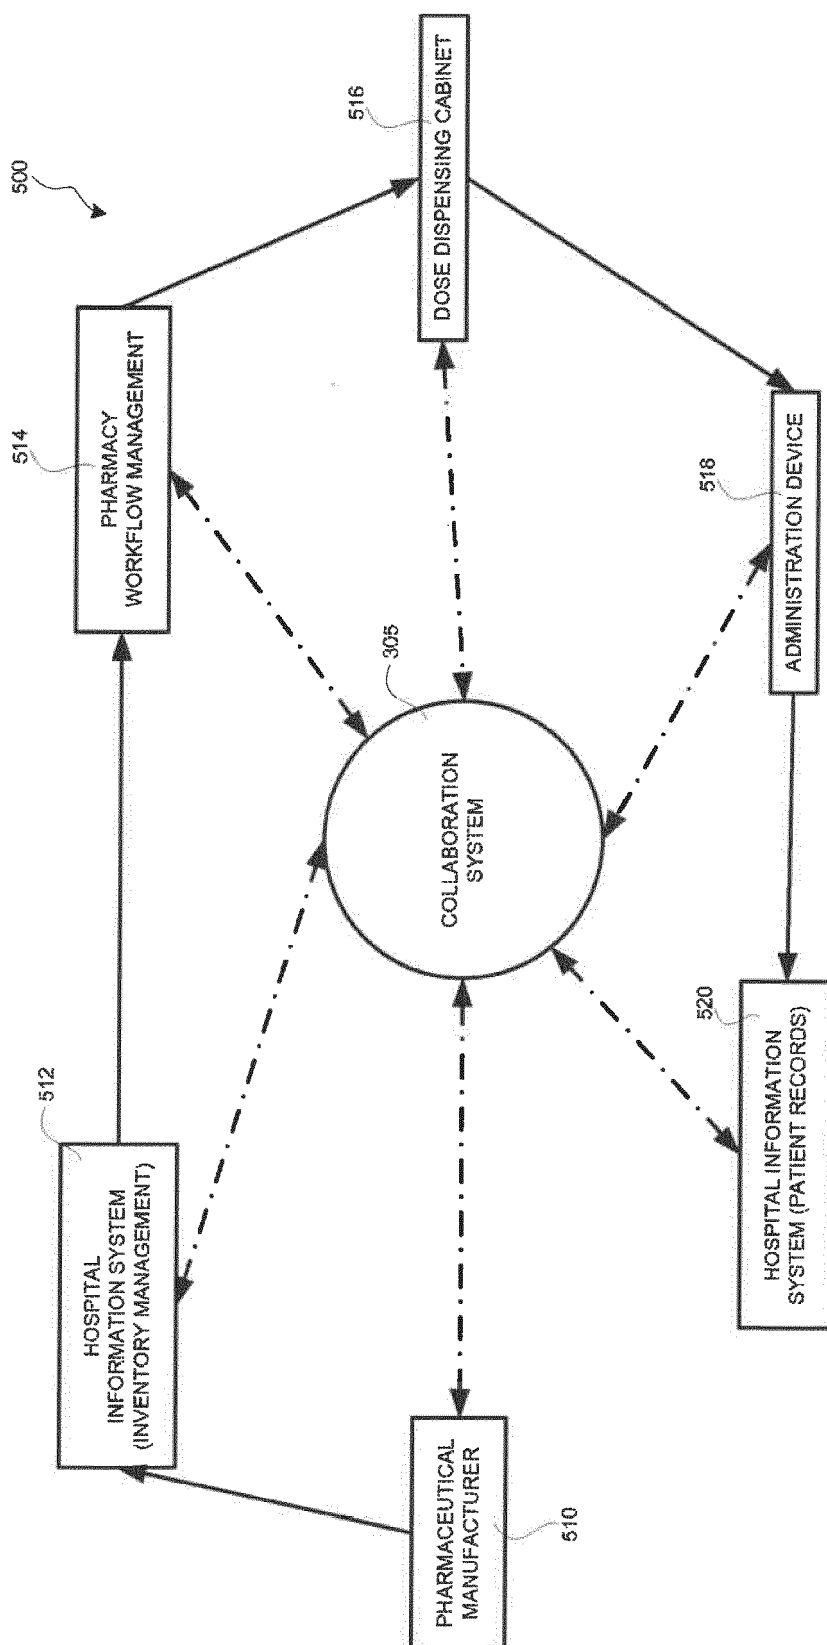 500
512
HOSPITAL
INFORMATION SYSTEM
(INVENTORY MANAGEMENT)
514
PHARMACY
WORKFLOW MANAGEMENT
PHARMACEUTICAL
MANUFACTURER
510
305
COLLABORATION
SYSTEM
516
DOSE DISPENSING CABINET
520
HOSPITAL INFORMATION
SYSTEM (PATIENT RECORDS)
518
ADMINISTRATION DEVICE